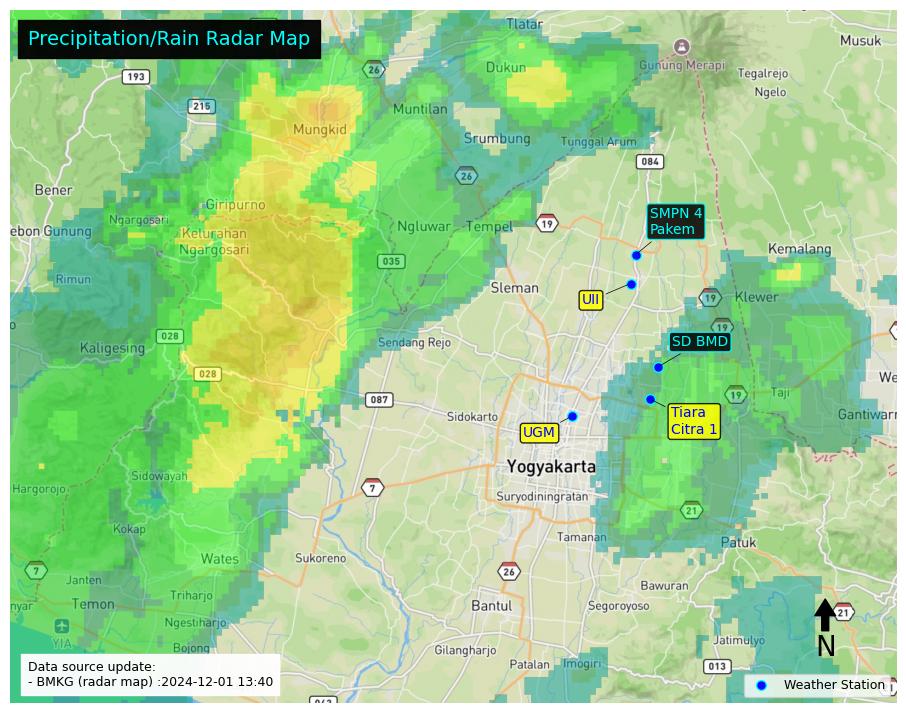 Precipitation/Rain Radar Map
Tlatar
Musuk
Gunung Merapi
Dukun
26
193
Tegalrejo
Ngelo
215
Muntilan
Mungkid
Srumbung
Tunggal Arum
084
26
Bener
Giripurno
Ngargosari
SMPN 4
Pakem
ebon Gunung
Kelurahan
Ngargosari
Ngluwar
Tempel
19
Kemalang
035
Rimun
Sleman
UII
19
Klewer
028
Kaligesing
Sendang Rejo
19
SD BMD
028
We
087
19
Taji
Sidokarto
Tiara
Citra 1
Gantiwarn
UGM
Yogyakarta
Sidowayah
Hargorojo
7
Suryodiningratan
21
Kokap
Tamanan
Patuk
Wates
Sukoreno
7
26
Janten
Bawuran
nyar
Temon
Triharjo
Bantul
Segoroyoso
21
Ngestiharjo
YIA
Jatimulyo
N
Bojong
Gilangharjo
Patalan
Imogiri
013
Data source update:
- BMKG (radar map) :2024-12-01 13:40
Weather Station